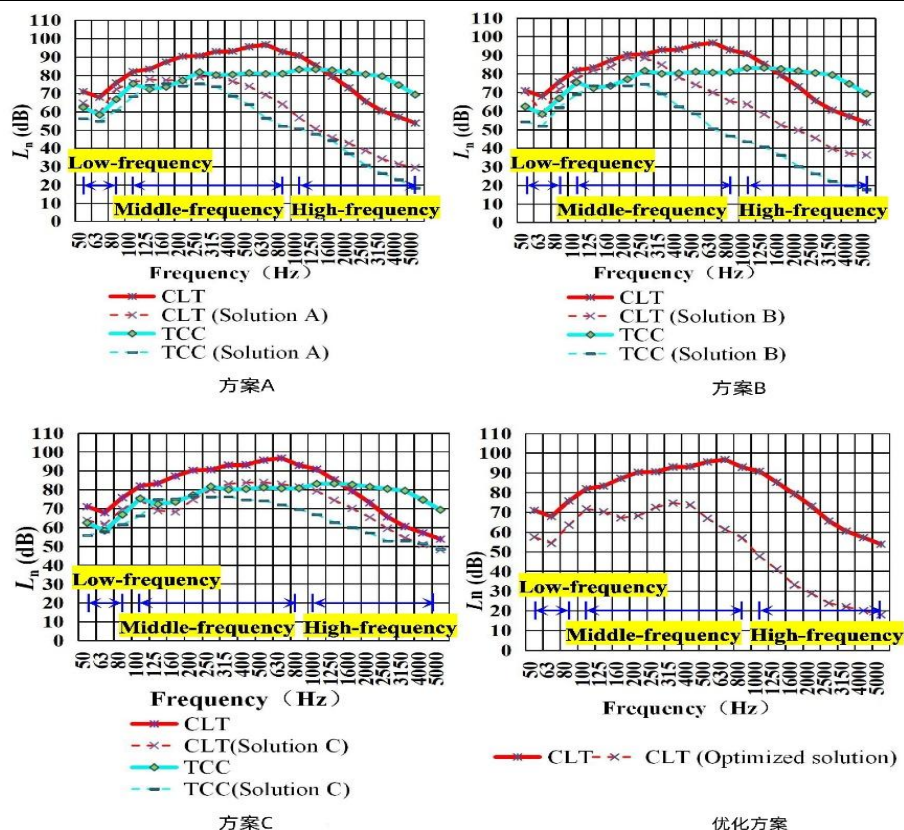 110
100
90
80
70
60
50
40
30
20
10
0
Ln (dB)
Low-frequency
Middle-frequency
High-frequency
50 63 80 100 125 160 200 250 315 400 500 630 800 1000 1250 1600 2000 2500 3150 4000 5000
Frequency（Hz）
CLT
CLT (Solution A)
TCC
TCC (Solution A)
方案A
110
100
90
80
70
60
50
40
30
20
10
0
Ln (dB)
Low-frequency
Middle-frequency
High-frequency
50 63 80 100 125 160 200 250 315 400 500 630 800 1000 1250 1600 2000 2500 3150 4000 5000
Frequency（Hz）
CLT
CLT (Solution B)
TCC
TCC (Solution B)
方案B
110
100
90
80
70
60
50
40
30
20
10
0
Ln (dB)
Low-frequency
Middle-frequency
High-frequency
50 63 80 100 125 160 200 250 315 400 500 630 800 1000 1250 1600 2000 2500 3150 4000 5000
Frequency（Hz）
CLT
CLT(Solution C)
TCC
TCC(Solution C)
方案C
110
100
90
80
70
60
50
40
30
20
10
0
Ln (dB)
Low-frequency
Middle-frequency
High-frequency
50 63 80 100 125 160 200 250 315 400 500 630 800 1000 1250 1600 2000 2500 3150 4000 5000
Frequency（Hz）
CLT CLT (Optimized solution)
优化方案